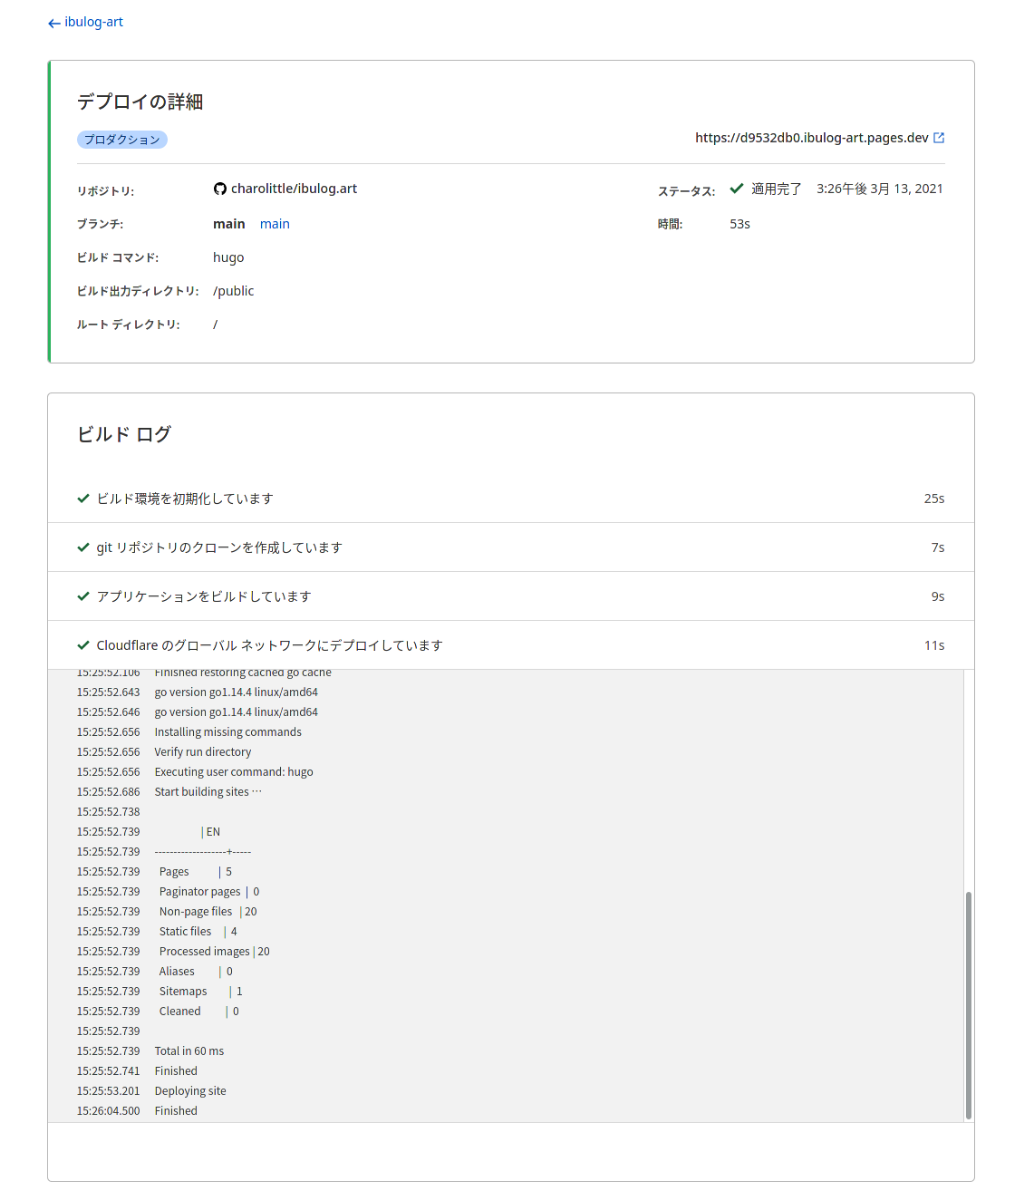 ← ibulog-art
デプロイの詳細
プロダクション https://d9532db0.ibulog-art.pages.dev
リポジトリ: charolittle/ibulog.art ステータス: 適用完了 3:26午後 3月 13, 2021
ブランチ: main main 時間: 53s
ビルド コマンド: hugo
ビルド出力ディレクトリ: /public
ルート ディレクトリ: /
ビルド ログ
ビルド環境を初期化しています 25s
git リポジトリのクローンを作成しています 7s
アプリケーションをビルドしています 9s
Cloudflare のグローバル ネットワークにデプロイしています 11s
15:25:52.106 Finished restoring cached go cache
15:25:52.643 go version go1.14.4 linux/amd64
15:25:52.646 go version go1.14.4 linux/amd64
15:25:52.656 Installing missing commands
15:25:52.656 Verify run directory
15:25:52.656 Executing user command: hugo
15:25:52.686 Start building sites …
15:25:52.738
15:25:52.739 | EN
15:25:52.739 -------------------+-----
15:25:52.739 Pages | 5
15:25:52.739 Paginator pages | 0
15:25:52.739 Non-page files | 20
15:25:52.739 Static files | 4
15:25:52.739 Processed images | 20
15:25:52.739 Aliases | 0
15:25:52.739 Sitemaps | 1
15:25:52.739 Cleaned | 0
15:25:52.739
15:25:52.739 Total in 60 ms
15:25:52.741 Finished
15:25:53.201 Deploying site
15:26:04.500 Finished